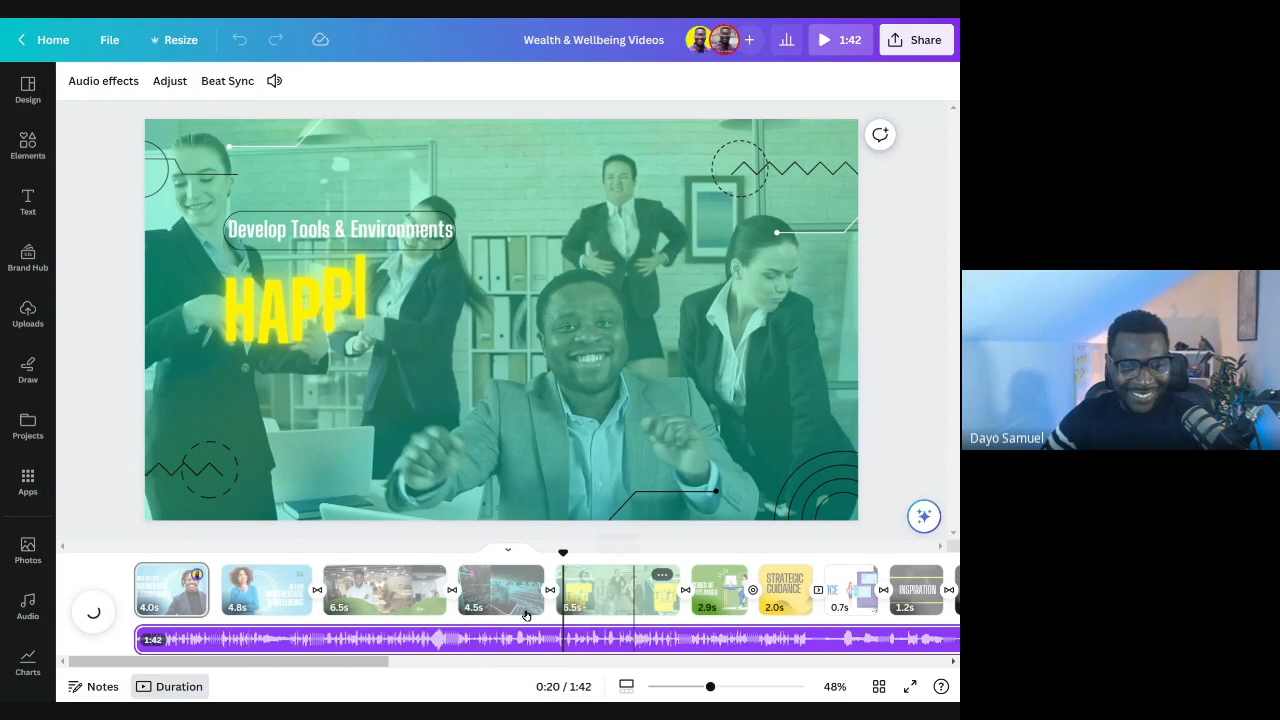 Home
File
Resize
Wealth & Wellbeing Videos
1:42
Share
Audio effects
Adjust
Beat Sync
Design
Elements
Text
Brand Hub
Uploads
Draw
Projects
Apps
Photos
Audio
Charts
Develop Tools & Environments
HAPPI
Dayo Samuel
4.0s
4.8s
6.5s
4.5s
6.5s
2.9s
STRATEGIC
GUIDANCE
2.0s
0.7s
INSPIRATION
1.2s
1:42
Notes
Duration
0:20 / 1:42
48%